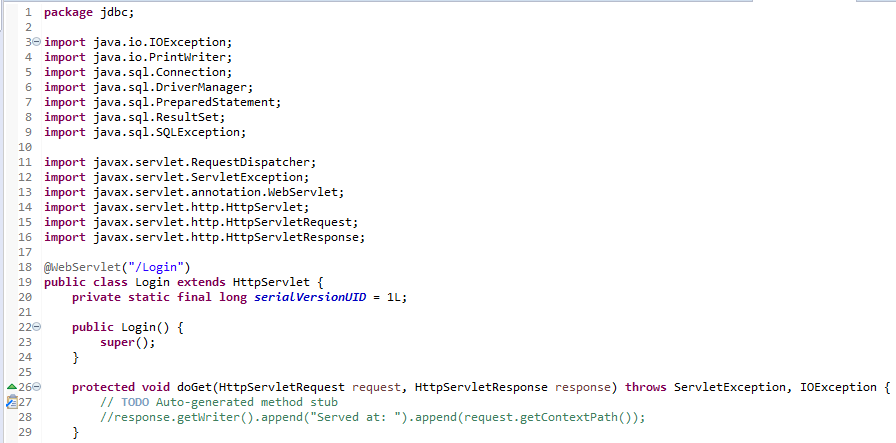 1 package jdbc;
2
3 import java.io.IOException;
4 import java.io.PrintWriter;
5 import java.sql.Connection;
6 import java.sql.DriverManager;
7 import java.sql.PreparedStatement;
8 import java.sql.ResultSet;
9 import java.sql.SQLException;
10
11 import javax.servlet.RequestDispatcher;
12 import javax.servlet.ServletException;
13 import javax.servlet.annotation.WebServlet;
14 import javax.servlet.http.HttpServlet;
15 import javax.servlet.http.HttpServletRequest;
16 import javax.servlet.http.HttpServletResponse;
17
18 @WebServlet("/Login")
19 public class Login extends HttpServlet {
20     private static final long serialVersionUID = 1L;
21
22     public Login() {
23         super();
24     }
25
26     protected void doGet(HttpServletRequest request, HttpServletResponse response) throws ServletException, IOException {
27         // TODO Auto-generated method stub
28         //response.getWriter().append("Served at: ").append(request.getContextPath());
29     }